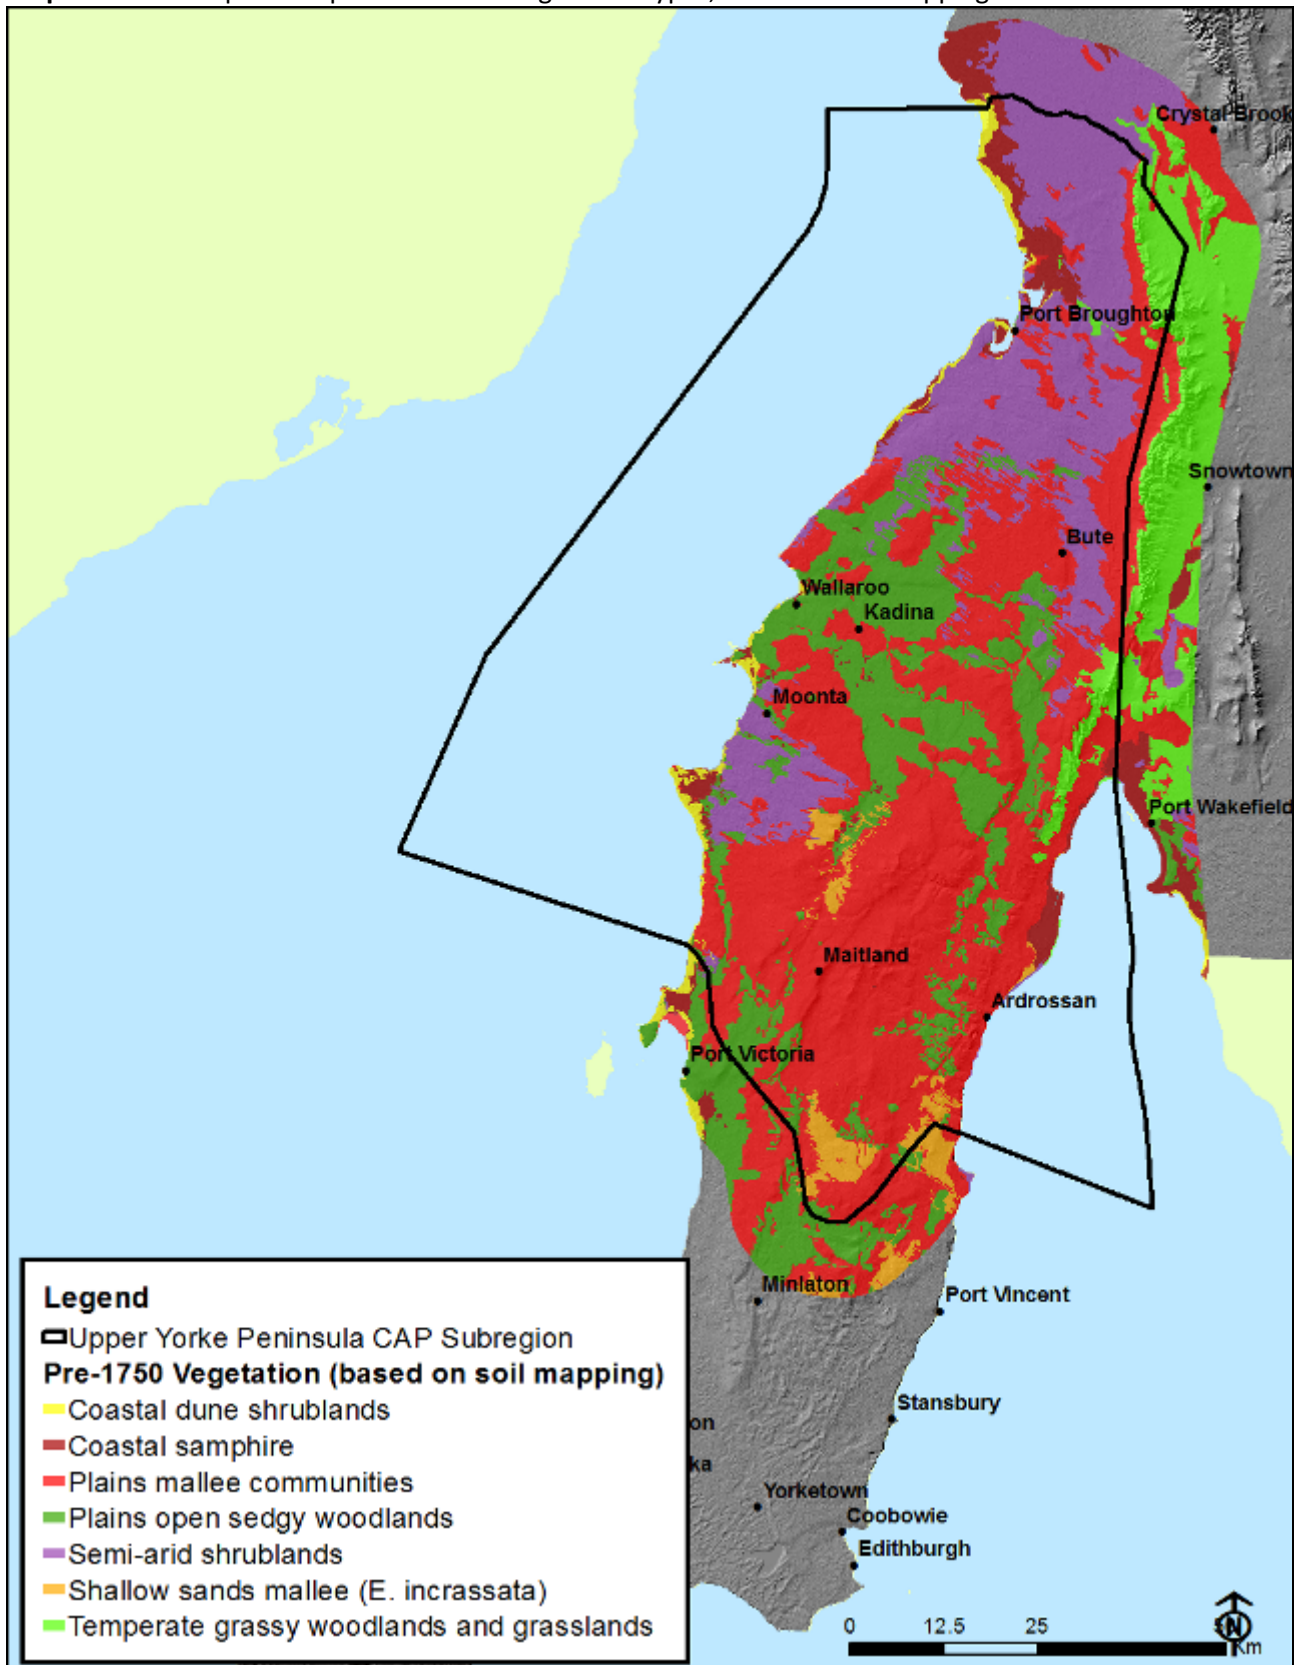 Crystal Brook
Port Broughton
Snowtown
Bute
Wallaroo
Kadina
Moonta
Port Wakefield
Maitland
Ardrossan
Port Victoria
Minlaton
Port Vincent
Stansbury
on
ka
Yorketown
Coobowie
Edithburgh
Legend
Upper Yorke Peninsula CAP Subregion
Pre-1750 Vegetation (based on soil mapping)
Coastal dune shrublands
Coastal samphire
Plains mallee communities
Plains open sedgy woodlands
Semi-arid shrublands
Shallow sands mallee (E. incrassata)
Temperate grassy woodlands and grasslands
N
0 12.5 25
Km